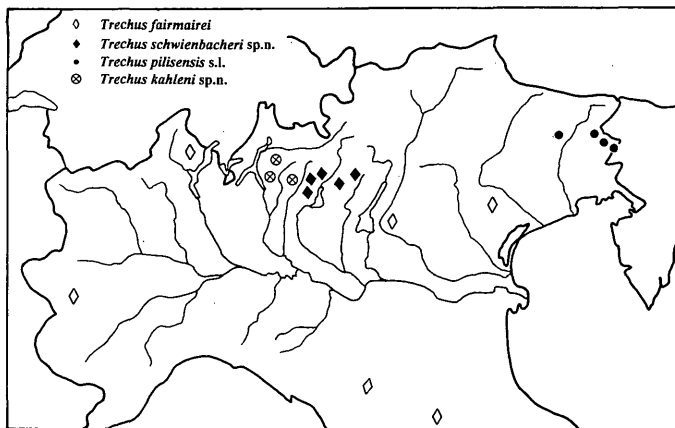 Trechus fairmairei
Trechus schwienbacheri sp.n.
Trechus pilisensis s.l.
Trechus kahleni sp.n.